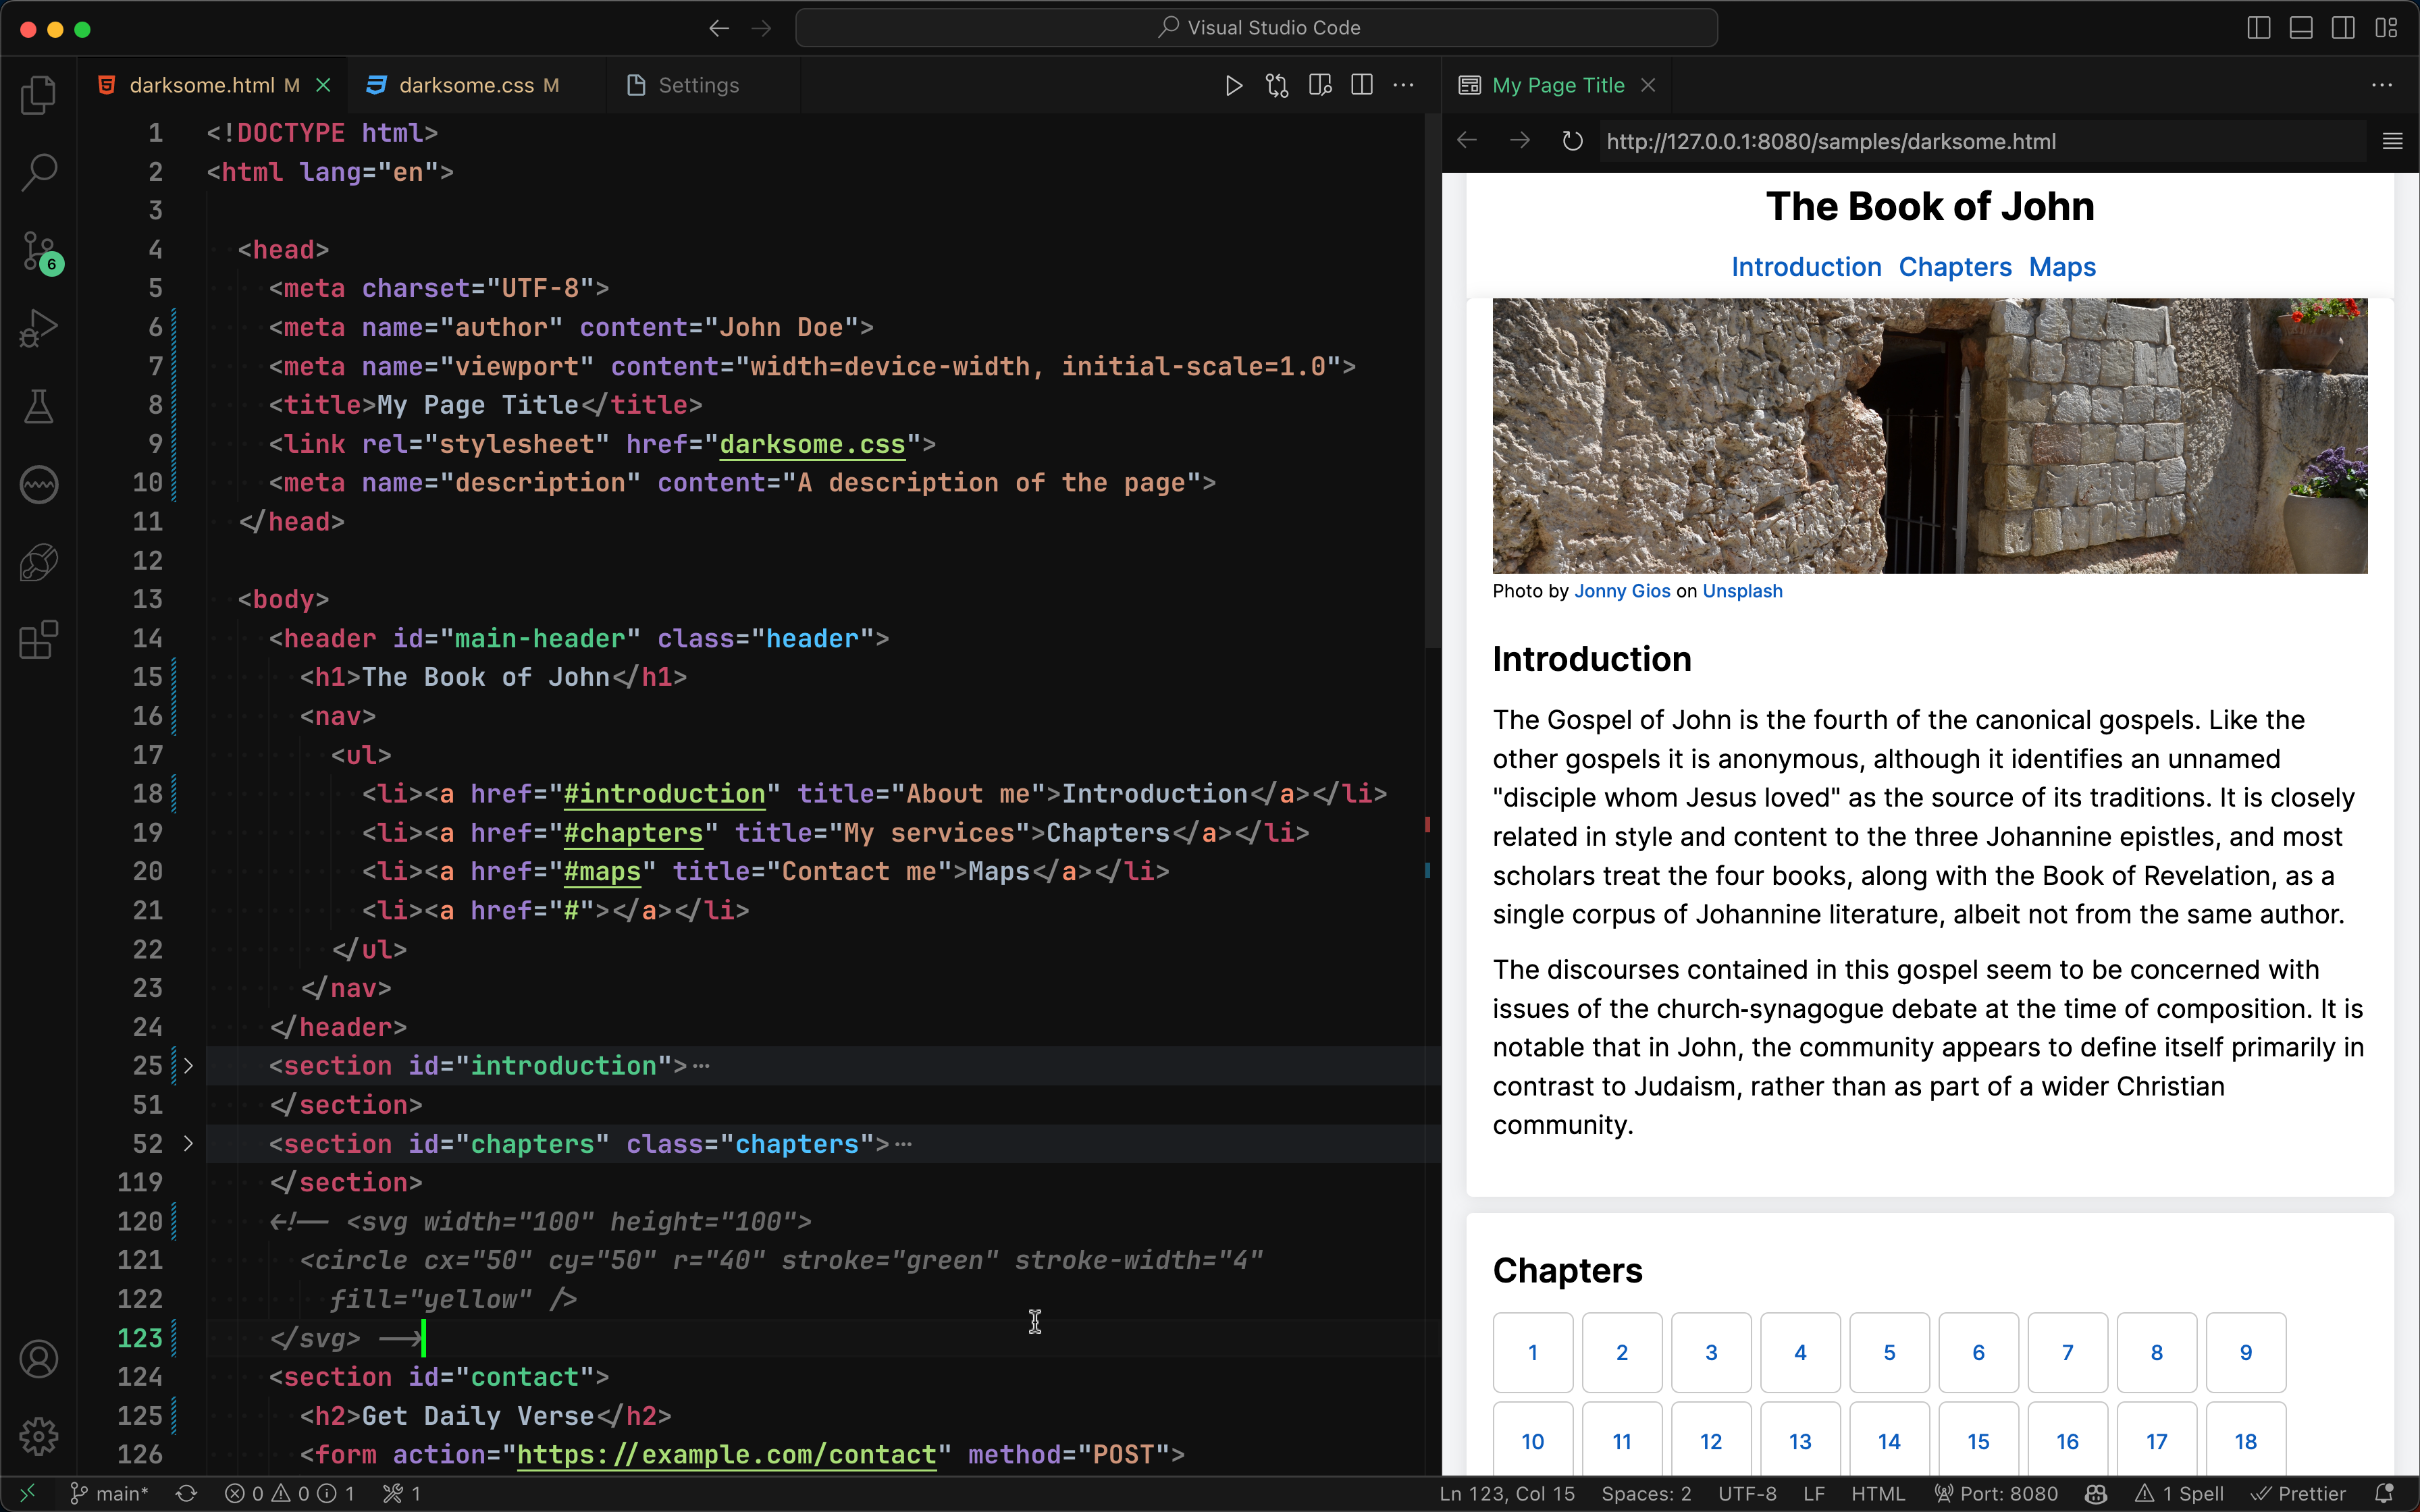 Visual Studio Code
darksome.html M
darksome.css M
Settings
1 <!DOCTYPE html>
2 <html lang="en">
3
4 <head>
5 <meta charset="UTF-8">
6 <meta name="author" content="John Doe">
7 <meta name="viewport" content="width=device-width, initial-scale=1.0">
8 <title>My Page Title</title>
9 <link rel="stylesheet" href="darksome.css">
10 <meta name="description" content="A description of the page">
11 </head>
12
13 <body>
14 <header id="main-header" class="header">
15 <h1>The Book of John</h1>
16 <nav>
17 <ul>
18 <li><a href="#introduction" title="About me">Introduction</a></li>
19 <li><a href="#chapters" title="My services">Chapters</a></li>
20 <li><a href="#maps" title="Contact me">Maps</a></li>
21 <li><a href="#"></a></li>
22 </ul>
23 </nav>
24 </header>
25 <section id="introduction">⋯
51 </section>
52 <section id="chapters" class="chapters">⋯
119 </section>
120 <!-- <svg width="100" height="100">
121 <circle cx="50" cy="50" r="40" stroke="green" stroke-width="4"
122 fill="yellow" />
123 </svg> -->
124 <section id="contact">
125 <h2>Get Daily Verse</h2>
126 <form action="https://example.com/contact" method="POST">
6
My Page Title
http://127.0.0.1:8080/samples/darksome.html
The Book of John
Introduction Chapters Maps
Photo by Jonny Gios on Unsplash
Introduction
The Gospel of John is the fourth of the canonical gospels. Like the
other gospels it is anonymous, although it identifies an unnamed
"disciple whom Jesus loved" as the source of its traditions. It is closely
related in style and content to the three Johannine epistles, and most
scholars treat the four books, along with the Book of Revelation, as a
single corpus of Johannine literature, albeit not from the same author.
The discourses contained in this gospel seem to be concerned with
issues of the church-synagogue debate at the time of composition. It is
notable that in John, the community appears to define itself primarily in
contrast to Judaism, rather than as part of a wider Christian
community.
Chapters
1 2 3 4 5 6 7 8 9
10 11 12 13 14 15 16 17 18
main* 0 0 1 1 Ln 123, Col 15 Spaces: 2 UTF-8 LF HTML Port: 8080 1 Spell Prettier